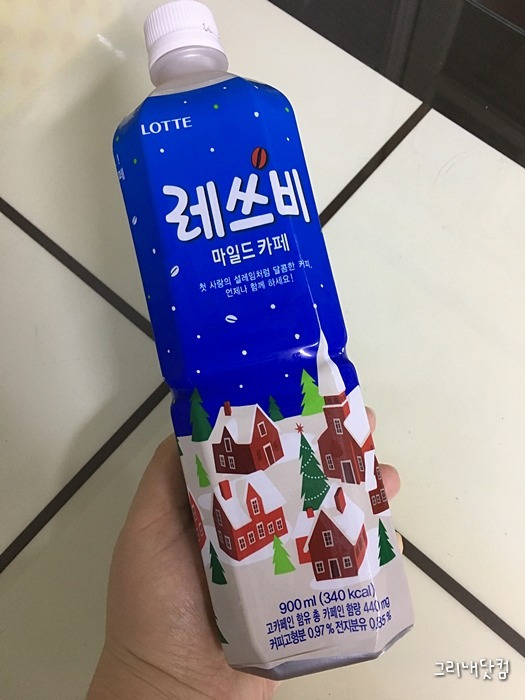 LOTTE
레쓰비
마일드 카페
첫 사랑의 설레임처럼 달콤한 커피,
언제나 함께 하세요!
900 ml (340 kcal)
고카페인 함유 총 카페인 함량 440 mg
커피고형분 0.97 % 전지분유 0.35%
그리내닷컴